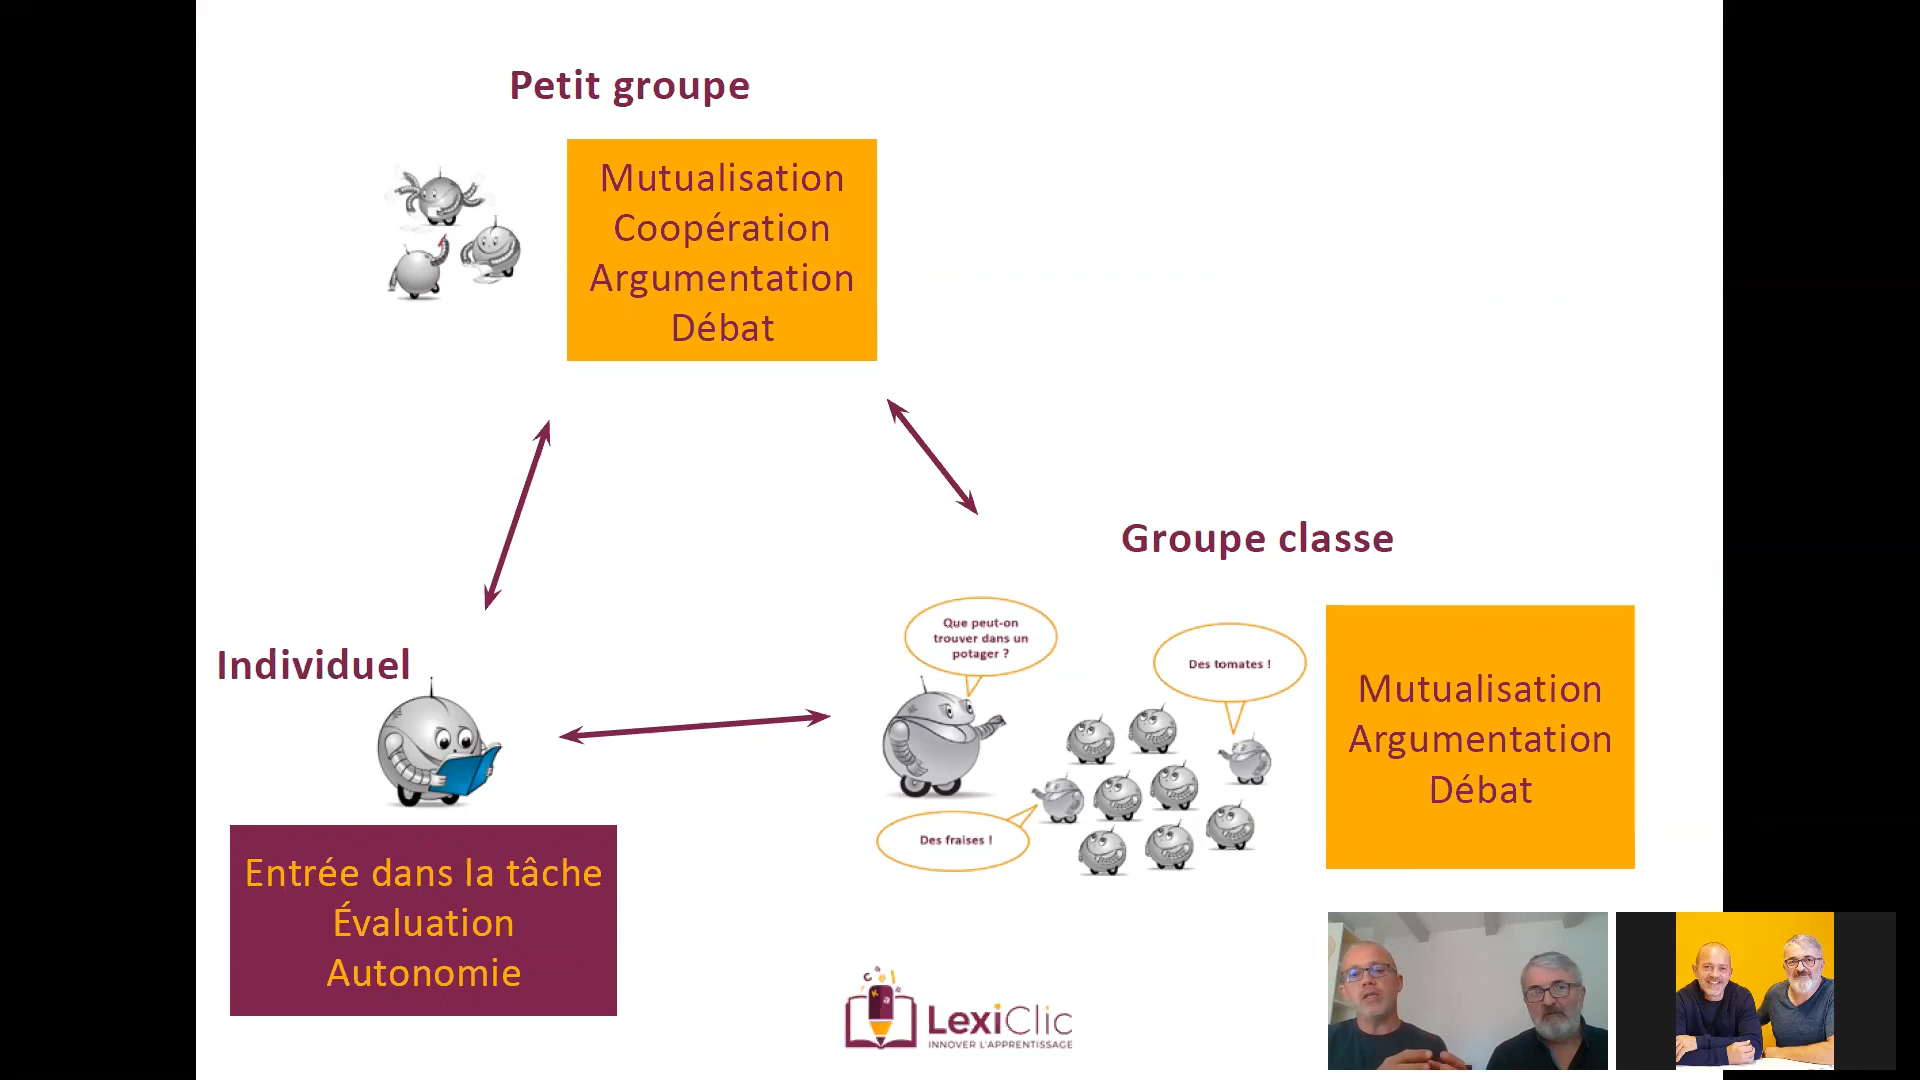 Petit groupe
Mutualisation
Coopération
Argumentation
Débat
Groupe classe
Que peut-on
trouver dans un
potager ?
Des tomates !
Des fraises !
Mutualisation
Argumentation
Débat
Individuel
Entrée dans la tâche
Évaluation
Autonomie
LexiClic
INNOVER L'APPRENTISSAGE